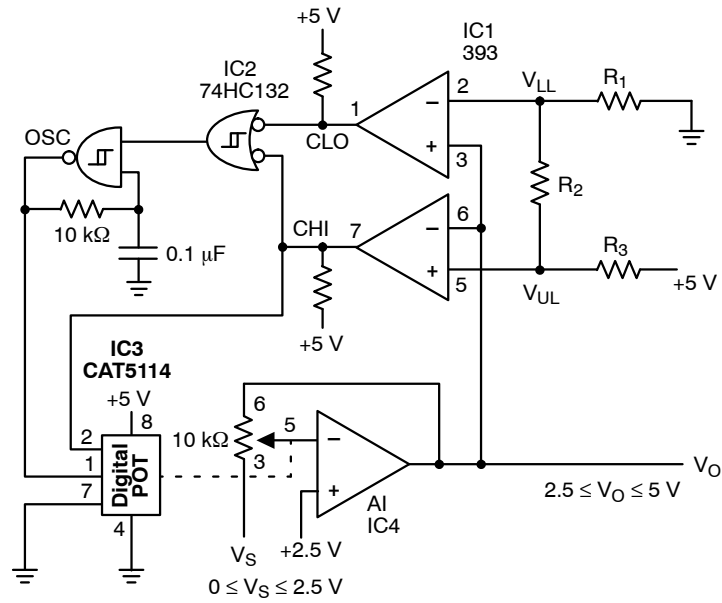 +5 V
IC1
393
IC2
74HC132
OSC
1
2
3
CLO
V_LL
R_1
R_2
10 kΩ
0.1 μF
CHI
7
6
5
V_UL
R_3
+5 V
+5 V
IC3
CAT5114
+5 V
8
2
1
7
4
Digital
POT
10 kΩ
6
5
3
V_S
0 ≤ V_S ≤ 2.5 V
+2.5 V
AI
IC4
V_O
2.5 ≤ V_O ≤ 5 V
−
+
−
+
−
+